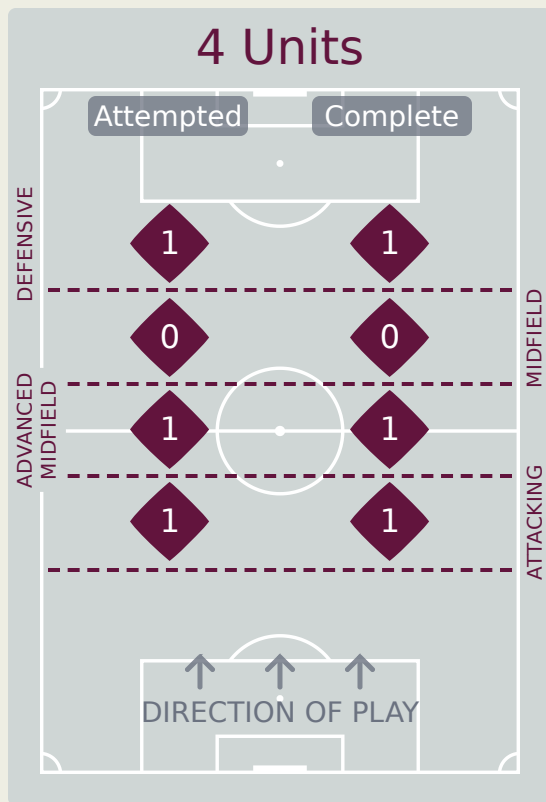 4 Units
Attempted
Complete
DEFENSIVE
1
1
MIDFIELD
0
0
ADVANCED
MIDFIELD
1
1
ATTACKING
1
1
DIRECTION OF PLAY